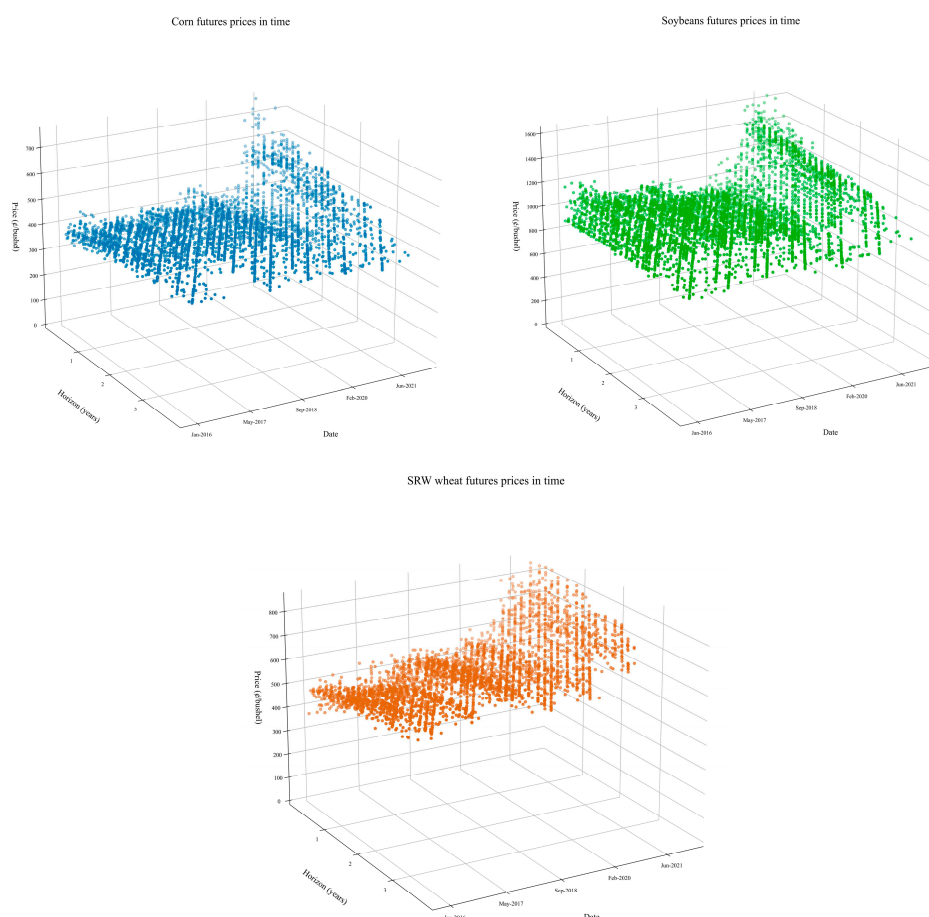 Corn futures prices in time
700
600
500
400
300
200
100
0
Price (¢/bushel)
1
2
3
Horizon (years)
Jan-2016
May-2017
Sep-2018
Feb-2020
Jun-2021
Date
Soybeans futures prices in time
1600
1400
1200
1000
800
600
400
200
0
Price (¢/bushel)
1
2
3
Horizon (years)
Jan-2016
May-2017
Sep-2018
Feb-2020
Jun-2021
Date
SRW wheat futures prices in time
800
700
600
500
400
300
200
100
0
Price (¢/bushel)
1
2
3
Horizon (years)
Jan-2016
May-2017
Sep-2018
Feb-2020
Jun-2021
Date